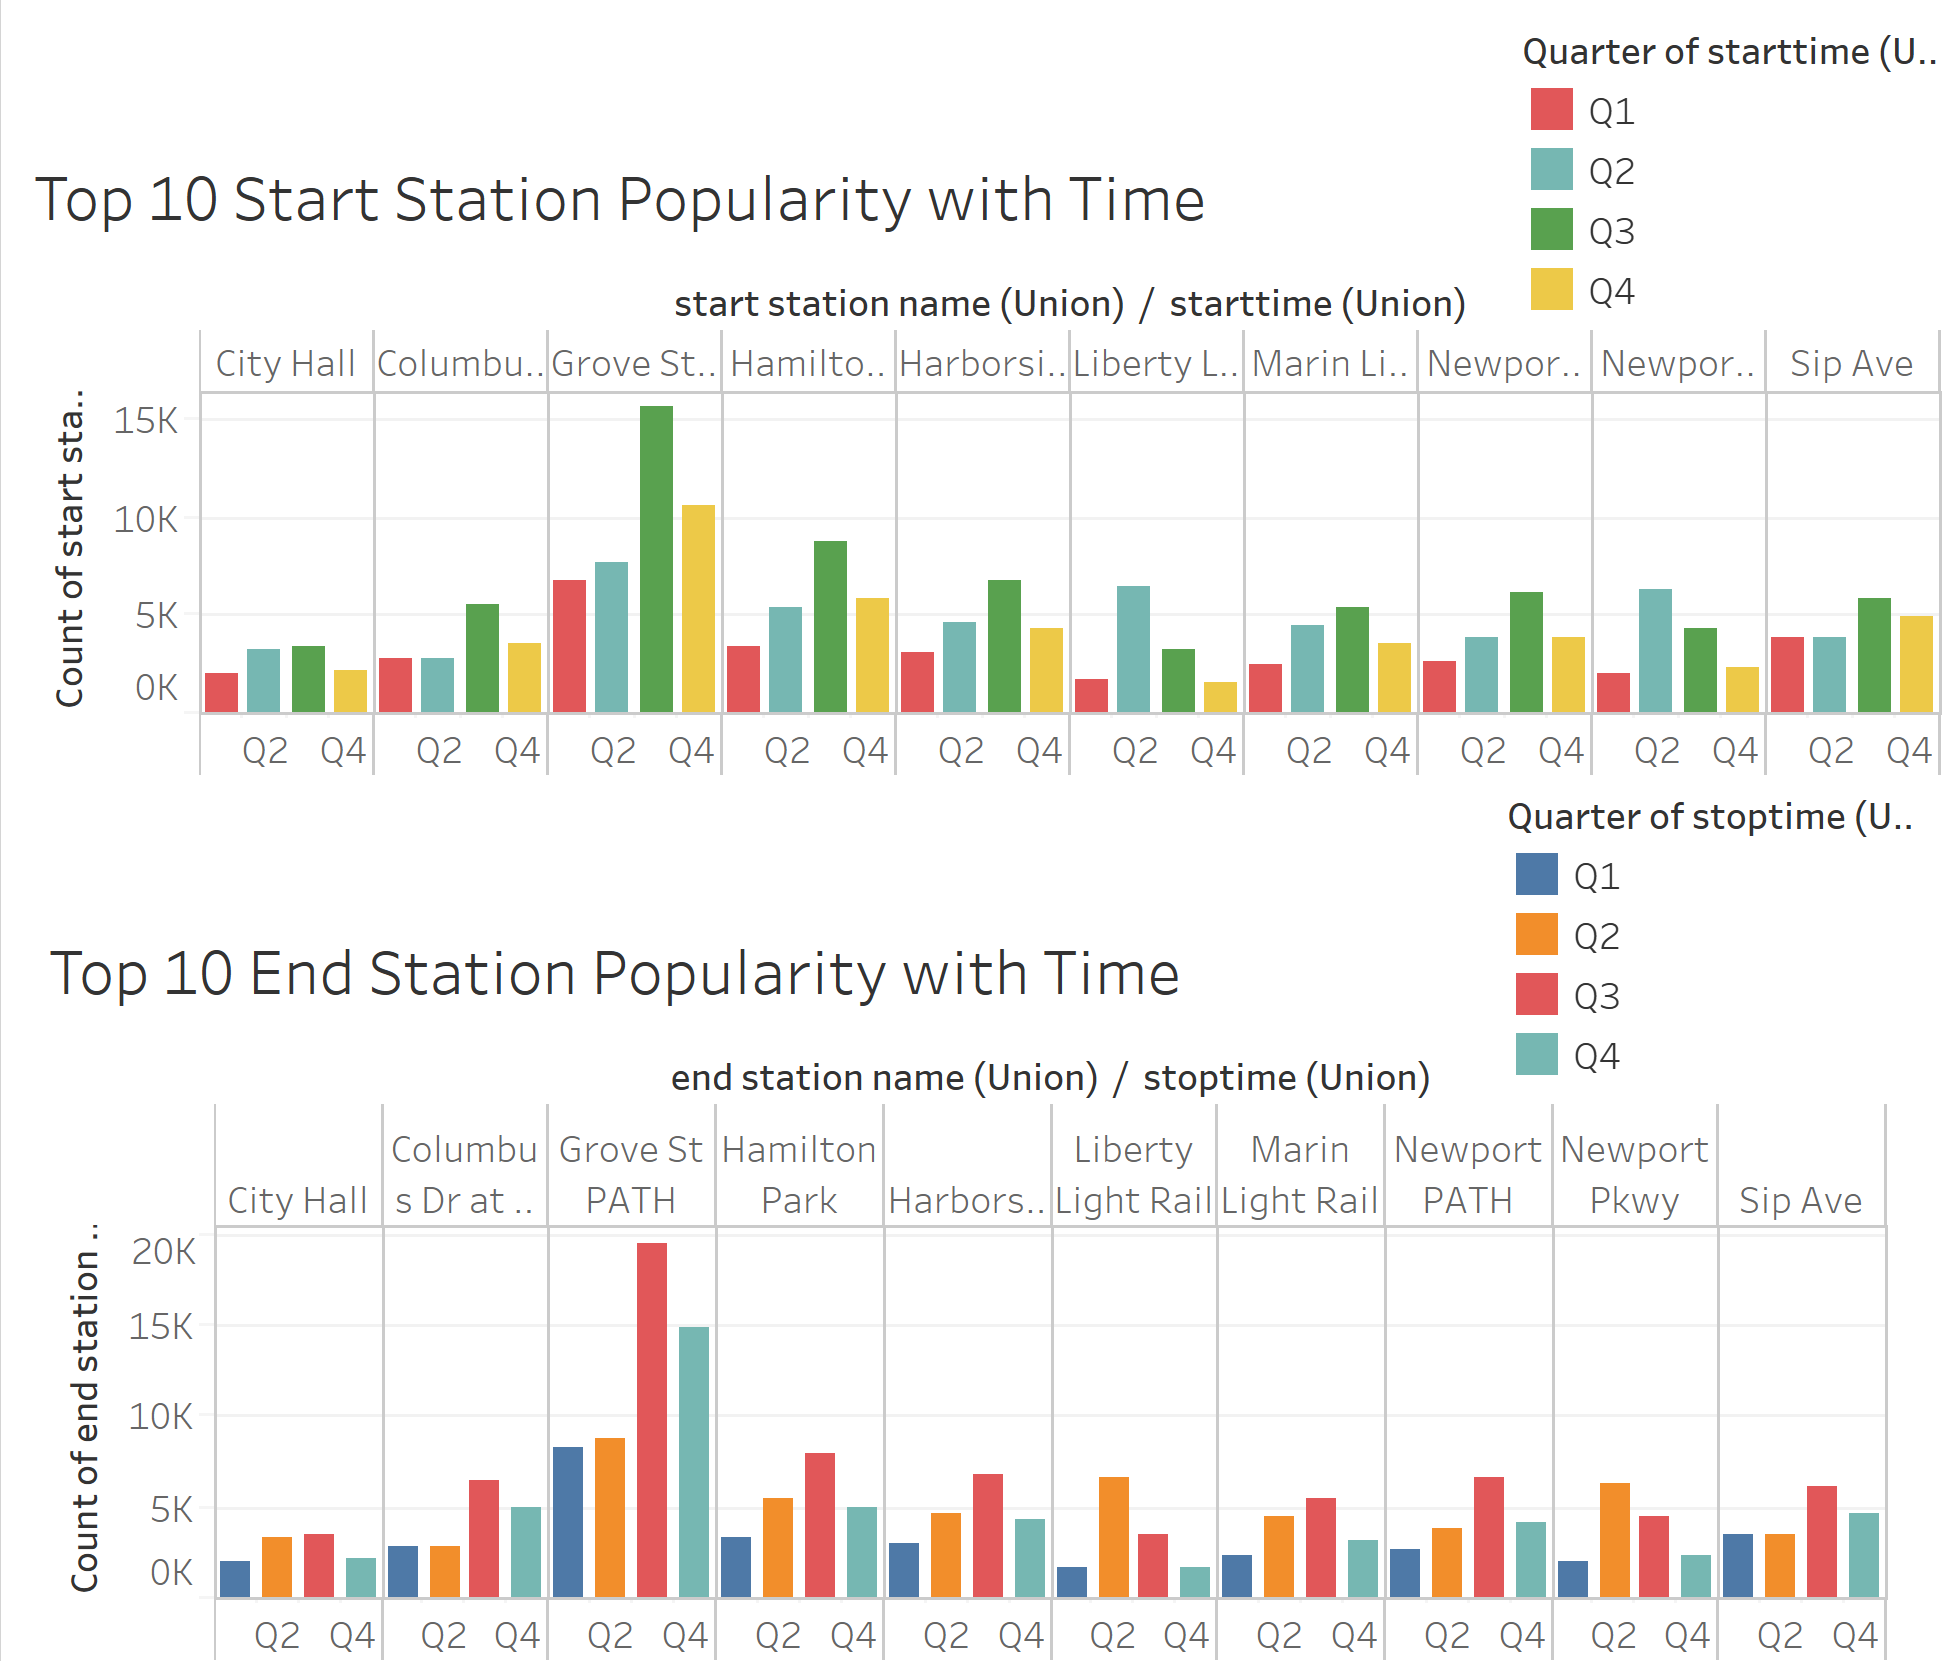 Quarter of starttime (U..
Q1
Q2
Q3
Q4
Top 10 Start Station Popularity with Time
start station name (Union) / starttime (Union)
City Hall Columbu.. Grove St.. Hamilto.. Harborsi.. Liberty L.. Marin Li.. Newpor.. Newpor.. Sip Ave
Count of start sta..
15K
10K
5K
0K
Q2 Q4 Q2 Q4 Q2 Q4 Q2 Q4 Q2 Q4 Q2 Q4 Q2 Q4 Q2 Q4 Q2 Q4 Q2 Q4
Quarter of stoptime (U..
Q1
Q2
Q3
Q4
Top 10 End Station Popularity with Time
end station name (Union) / stoptime (Union)
Columbu Grove St Hamilton Liberty Marin Newport Newport
City Hall s Dr at .. PATH Park Harbors.. Light Rail Light Rail PATH Pkwy Sip Ave
Count of end station ..
20K
15K
10K
5K
0K
Q2 Q4 Q2 Q4 Q2 Q4 Q2 Q4 Q2 Q4 Q2 Q4 Q2 Q4 Q2 Q4 Q2 Q4 Q2 Q4